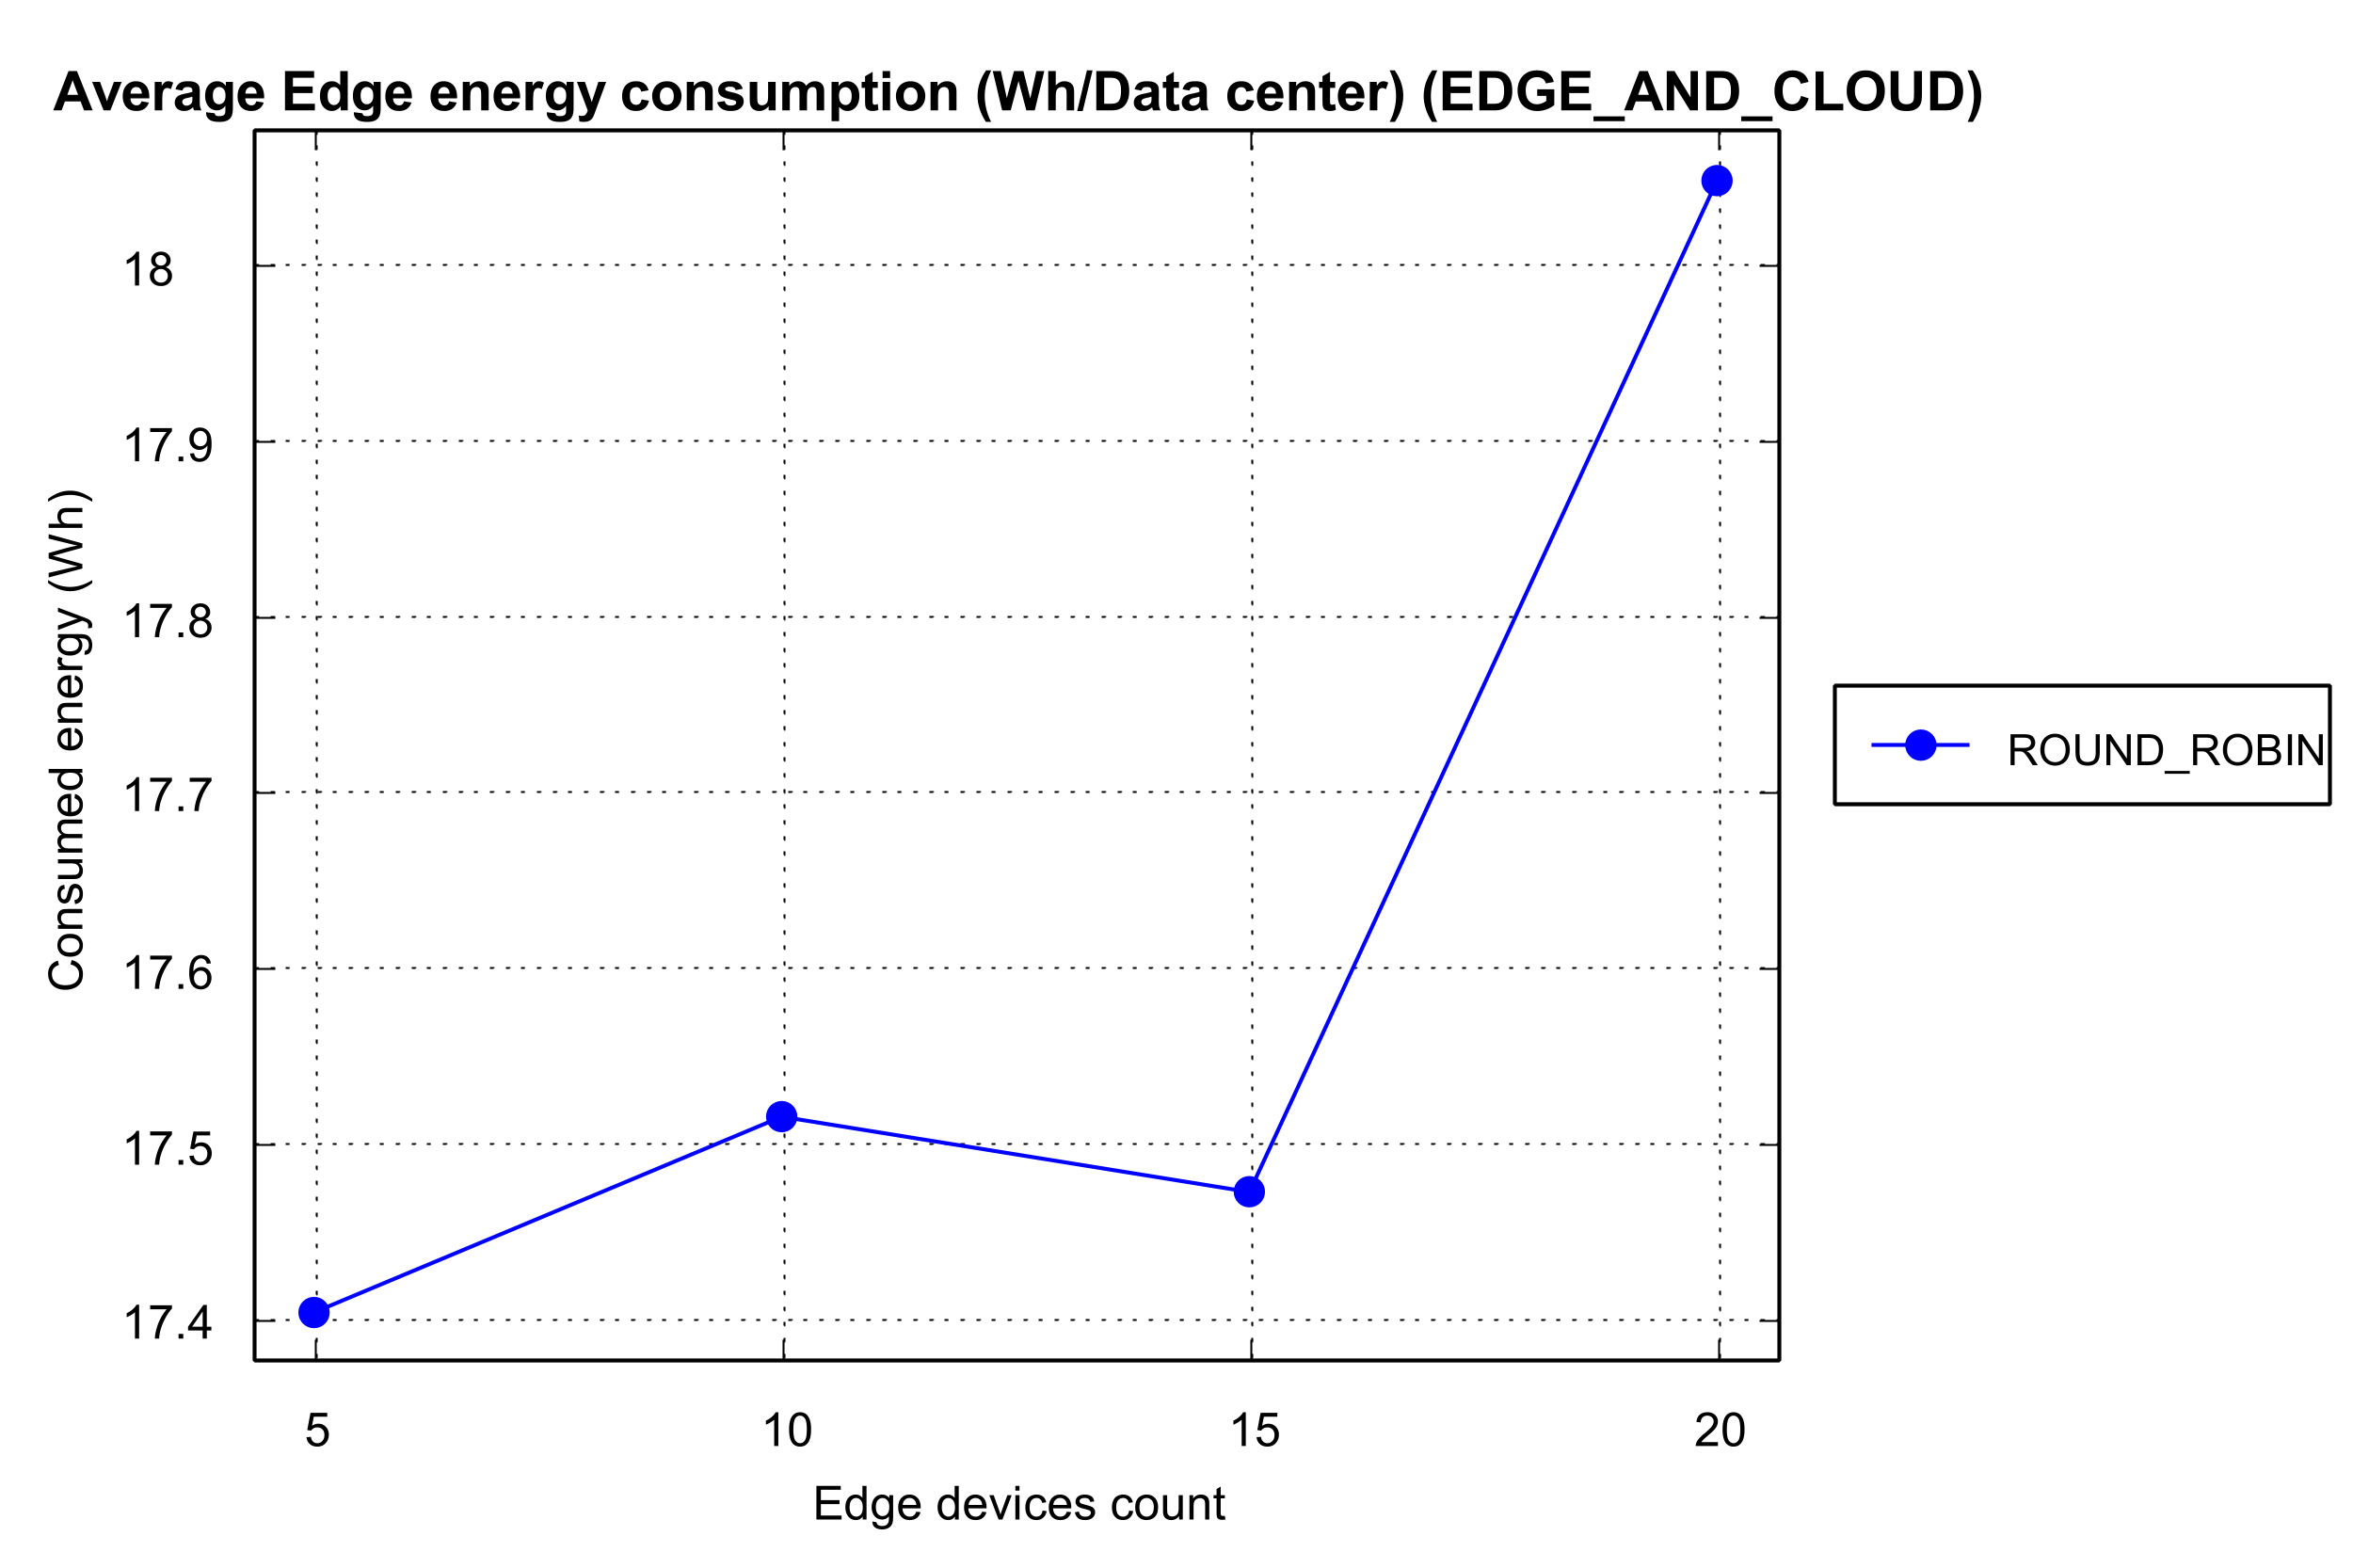 Average Edge energy consumption (Wh/Data center) (EDGE_AND_CLOUD)
18
17.9
17.8
17.7
17.6
17.5
17.4
Consumed energy (Wh)
5 10 15 20
Edge devices count
ROUND_ROBIN